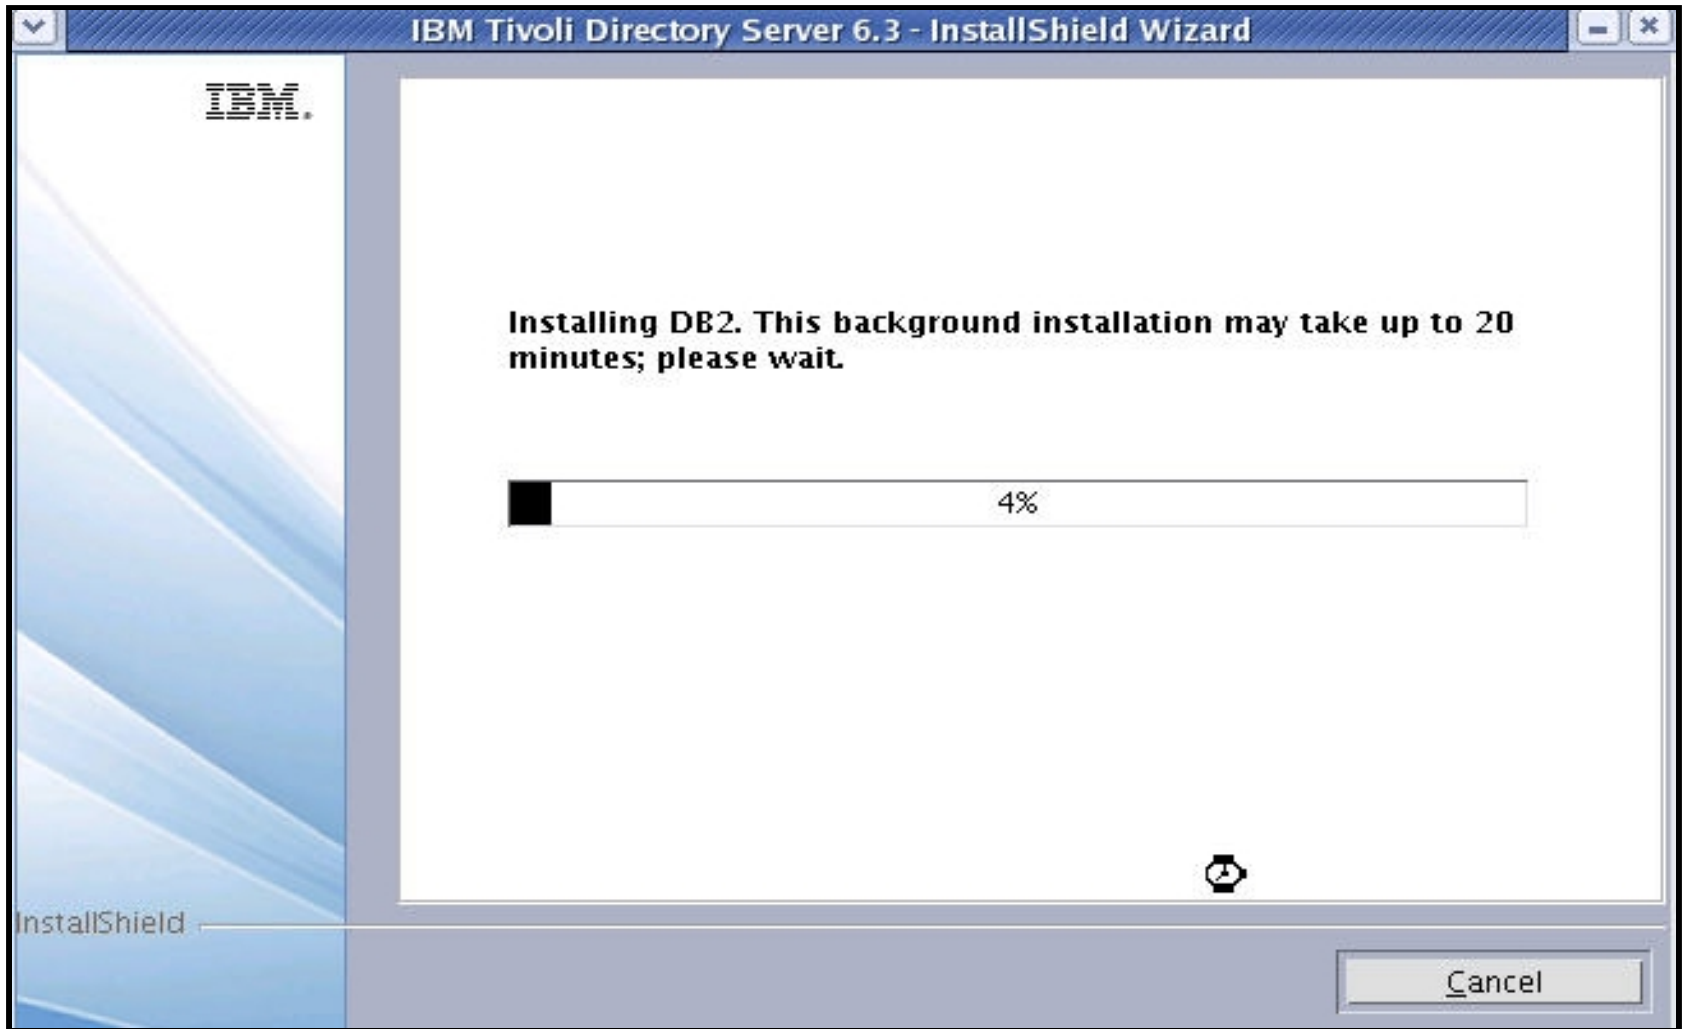 IBM Tivoli Directory Server 6.3 - InstallShield Wizard
IBM.
Installing DB2. This background installation may take up to 20
minutes; please wait.
4%
InstallShield
Cancel